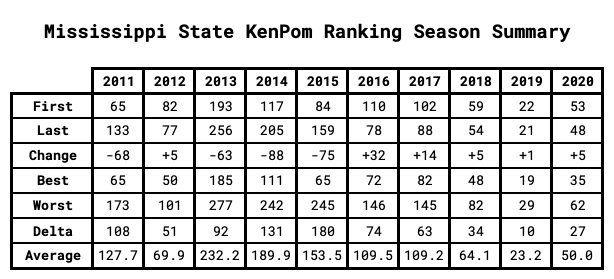 Mississippi State KenPom Ranking Season Summary
2011 2012 2013 2014 2015 2016 2017 2018 2019 2020
First 65 82 193 117 84 110 102 59 22 53
Last 133 77 256 205 159 78 88 54 21 48
Change -68 +5 -63 -88 -75 +32 +14 +5 +1 +5
Best 65 50 185 111 65 72 82 48 19 35
Worst 173 101 277 242 245 146 145 82 29 62
Delta 108 51 92 131 180 74 63 34 10 27
Average 127.7 69.9 232.2 189.9 153.5 109.5 109.2 64.1 23.2 50.0